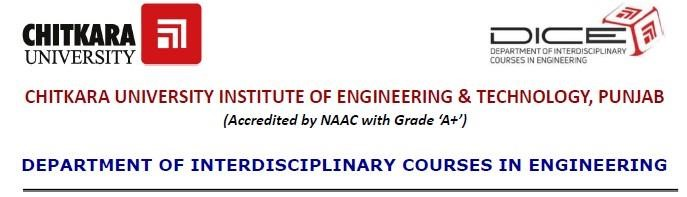 CHITKARA
UNIVERSITY
DICE
DEPARTMENT OF INTERDISCIPLINARY
COURSES IN ENGINEERING
CHITKARA UNIVERSITY INSTITUTE OF ENGINEERING & TECHNOLOGY, PUNJAB
(Accredited by NAAC with Grade ‘A+’)
DEPARTMENT OF INTERDISCIPLINARY COURSES IN ENGINEERING